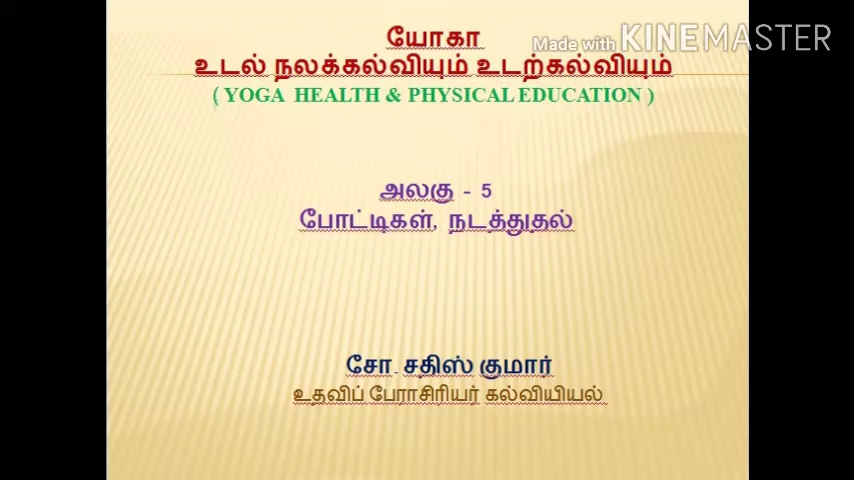 யோகா
Made with KINEMASTER
உடல் நலக்கல்வியும் உடற்கல்வியும்
( YOGA HEALTH & PHYSICAL EDUCATION )
அலகு - 5
போட்டிகள், நடத்துதல்
சோ. சதிஸ் குமார்
உதவிப் பேராசிரியர் கல்வியியல்